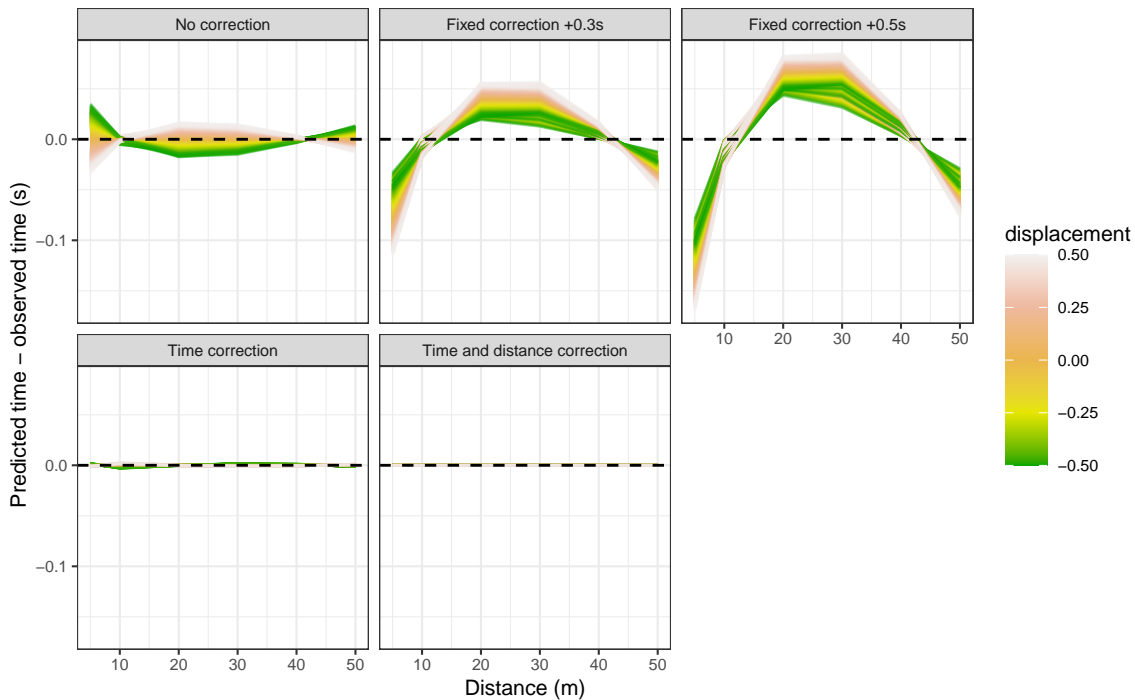 No correction
Fixed correction +0.3s
Fixed correction +0.5s
0.0
−0.1
10 20 30 40 50
Time correction
Time and distance correction
0.0
−0.1
10 20 30 40 50
10 20 30 40 50
Distance (m)
Predicted time − observed time (s)
displacement
0.50
0.25
0.00
−0.25
−0.50